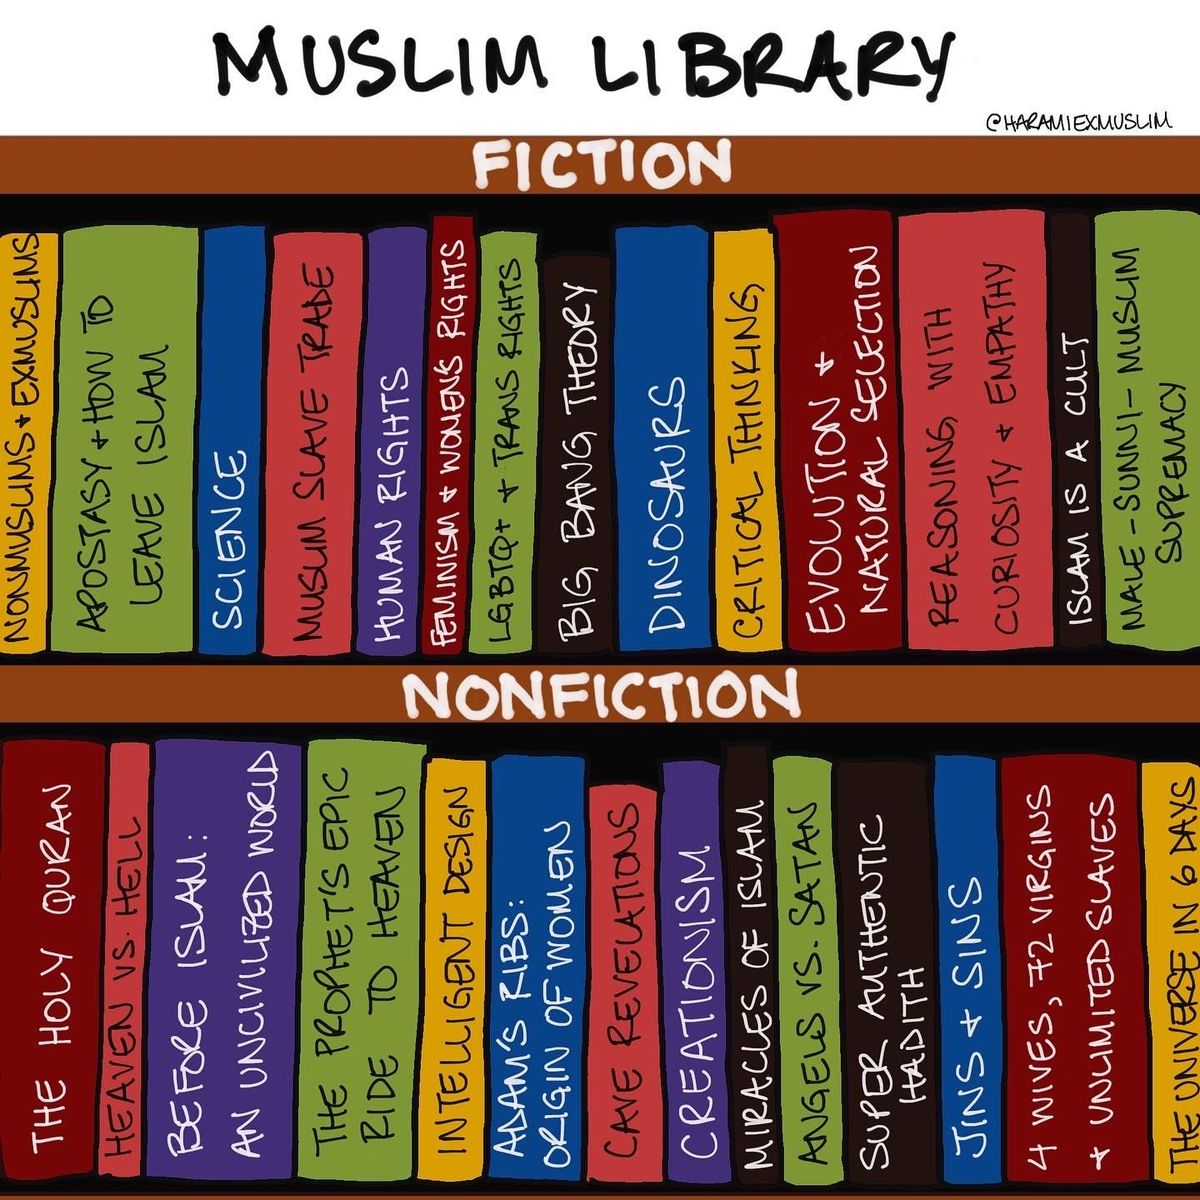 MUSLIM LIBRARY
@HARAMIEXMUSLIM
FICTION
NONMUSLIMS + EXMUSLIMS
APOSTASY + HOW TO
LEAVE ISLAM
SCIENCE
MUSLIM SLAVE TRADE
HUMAN RIGHTS
FEMINISM + WOMEN'S RIGHTS
LGBTQ+ + TRANS RIGHTS
BIG BANG THEORY
DINOSAURS
CRITICAL THINKING
EVOLUTION +
NATURAL SELECTION
REASONING WITH
CURIOSITY + EMPATHY
ISLAM IS A CULT
MALE-SUNNI-MUSLIM
SUPREMACY
NONFICTION
THE HOLY QURAN
HEAVEN VS. HELL
BEFORE ISLAM:
AN UNCIVILIZED WORLD
THE PROPHET'S EPIC
RIDE TO HEAVEN
INTELLIGENT DESIGN
ADAM'S RIBS:
ORIGIN OF WOMEN
CAVE REVELATIONS
CREATIONISM
MIRACLES OF ISLAM
ANGELS VS. SATAN
SUPER AUTHENTIC
HADITH
JINS + SINS
4 WIVES, 72 VIRGINS
+ UNLIMITED SLAVES
THE UNIVERSE IN 6 DAYS